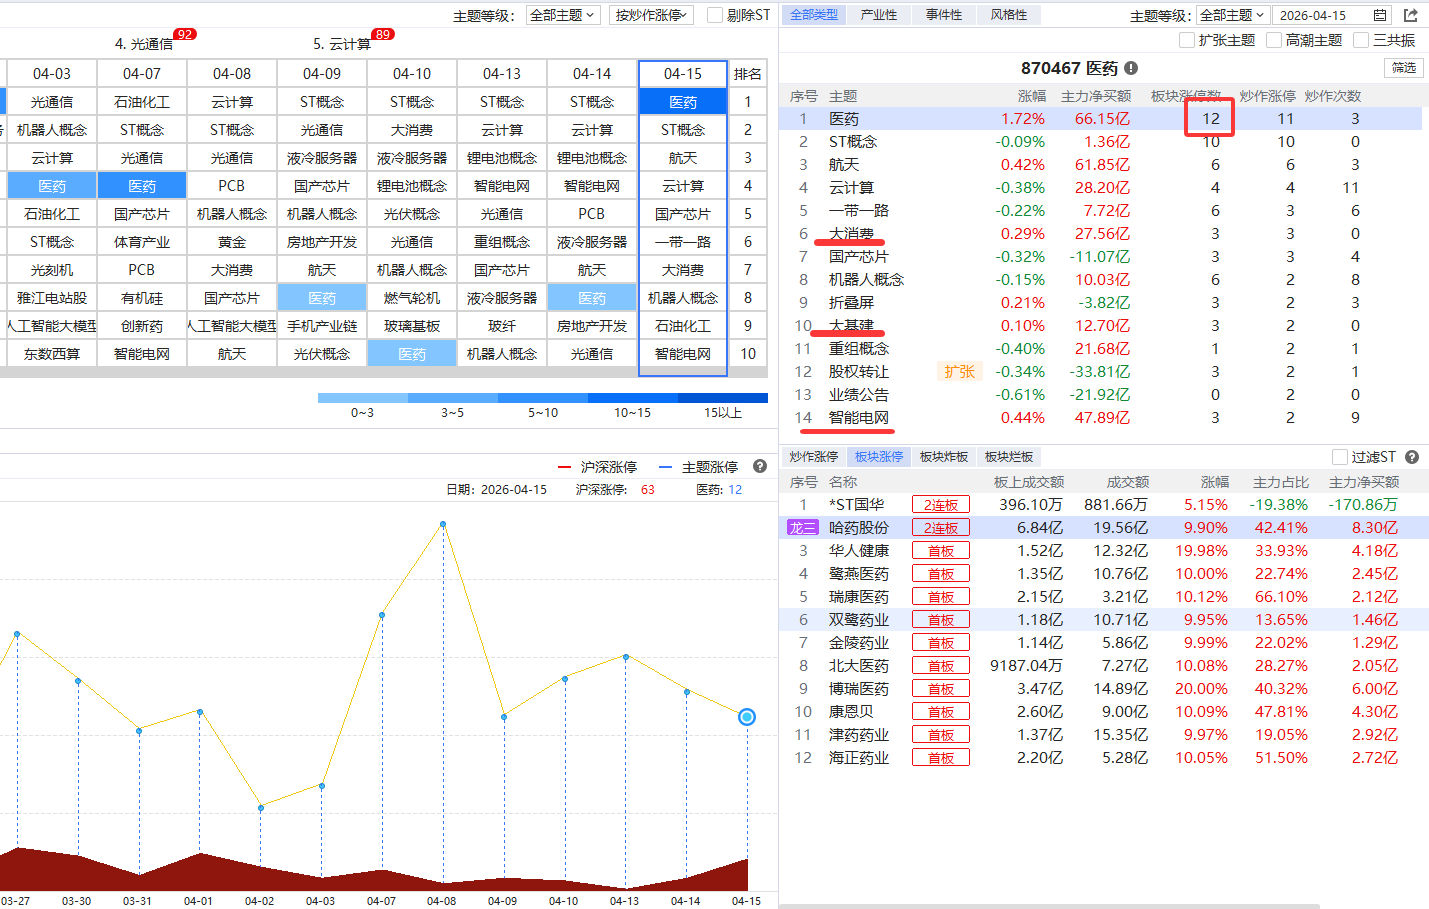 主题等级： 全部主题 按炒作涨停 剔除ST
4. 光通信 92 5. 云计算 89
04-03 04-07 04-08 04-09 04-10 04-13 04-14 04-15 排名
光通信 石油化工 云计算 ST概念 ST概念 ST概念 ST概念 医药 1
机器人概念 ST概念 ST概念 光通信 大消费 云计算 云计算 ST概念 2
云计算 光通信 光通信 液冷服务器 液冷服务器 锂电池概念 锂电池概念 航天 3
医药 医药 PCB 国产芯片 锂电池概念 智能电网 智能电网 云计算 4
石油化工 国产芯片 机器人概念 机器人概念 光伏概念 光通信 PCB 国产芯片 5
ST概念 体育产业 黄金 房地产开发 光通信 重组概念 液冷服务器 一带一路 6
光刻机 PCB 大消费 航天 机器人概念 国产芯片 航天 大消费 7
雅江电站股 有机硅 国产芯片 医药 燃气轮机 液冷服务器 医药 机器人概念 8
人工智能大模型 创新药 人工智能大模型 手机产业链 玻璃基板 玻纤 房地产开发 石油化工 9
东数西算 智能电网 航天 光伏概念 医药 机器人概念 光通信 智能电网 10
0~3 3~5 5~10 10~15 15以上
沪深涨停 主题涨停
日期：2026-04-15 沪深涨停： 63 医药: 12
03-27 03-30 03-31 04-01 04-02 04-03 04-07 04-08 04-09 04-10 04-13 04-14 04-15
全部类型 产业性 事件性 风格性 主题等级： 全部主题 2026-04-15
扩张主题 高潮主题 三共振
870467 医药 筛选
序号 主题 涨幅 主力净买额 板块涨停数 炒作涨停 炒作次数
1 医药 1.72% 66.15亿 12 11 3
2 ST概念 -0.09% 1.36亿 10 10 0
3 航天 0.42% 61.85亿 6 6 3
4 云计算 -0.38% 28.20亿 4 4 11
5 一带一路 -0.22% 7.72亿 6 3 6
6 大消费 0.29% 27.56亿 3 3 0
7 国产芯片 -0.32% -11.07亿 3 3 4
8 机器人概念 -0.15% 10.03亿 6 2 8
9 折叠屏 0.21% -3.82亿 3 2 3
10 大基建 0.10% 12.70亿 3 2 0
11 重组概念 -0.40% 21.68亿 1 2 1
12 股权转让 扩张 -0.34% -33.81亿 3 2 1
13 业绩公告 -0.61% -21.92亿 0 2 0
14 智能电网 0.44% 47.89亿 3 2 9
炒作涨停 板块涨停 板块炸板 板块烂板 过滤ST
序号 名称 板上成交额 成交额 涨幅 主力占比 主力净买额
1 *ST国华 2连板 396.10万 881.66万 5.15% -19.38% -170.86万
龙三 哈药股份 2连板 6.84亿 19.56亿 9.90% 42.41% 8.30亿
3 华人健康 首板 1.52亿 12.32亿 19.98% 33.93% 4.18亿
4 鹭燕医药 首板 1.35亿 10.76亿 10.00% 22.74% 2.45亿
5 瑞康医药 首板 2.15亿 3.21亿 10.12% 66.10% 2.12亿
6 双鹭药业 首板 1.18亿 10.71亿 9.95% 13.65% 1.46亿
7 金陵药业 首板 1.14亿 5.86亿 9.99% 22.02% 1.29亿
8 北大医药 首板 9187.04万 7.27亿 10.08% 28.27% 2.05亿
9 博瑞医药 首板 3.47亿 14.89亿 20.00% 40.32% 6.00亿
10 康恩贝 首板 2.60亿 9.00亿 10.09% 47.81% 4.30亿
11 津药药业 首板 1.37亿 15.35亿 9.97% 19.05% 2.92亿
12 海正药业 首板 2.20亿 5.28亿 10.05% 51.50% 2.72亿